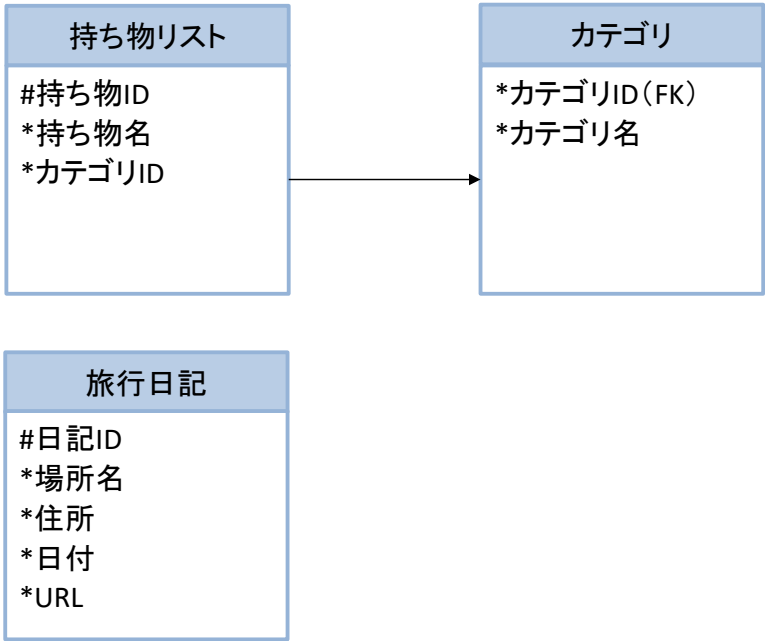 持ち物リスト
#持ち物ID
*持ち物名
*カテゴリID
カテゴリ
*カテゴリID(FK)
*カテゴリ名
旅行日記
#日記ID
*場所名
*住所
*日付
*URL